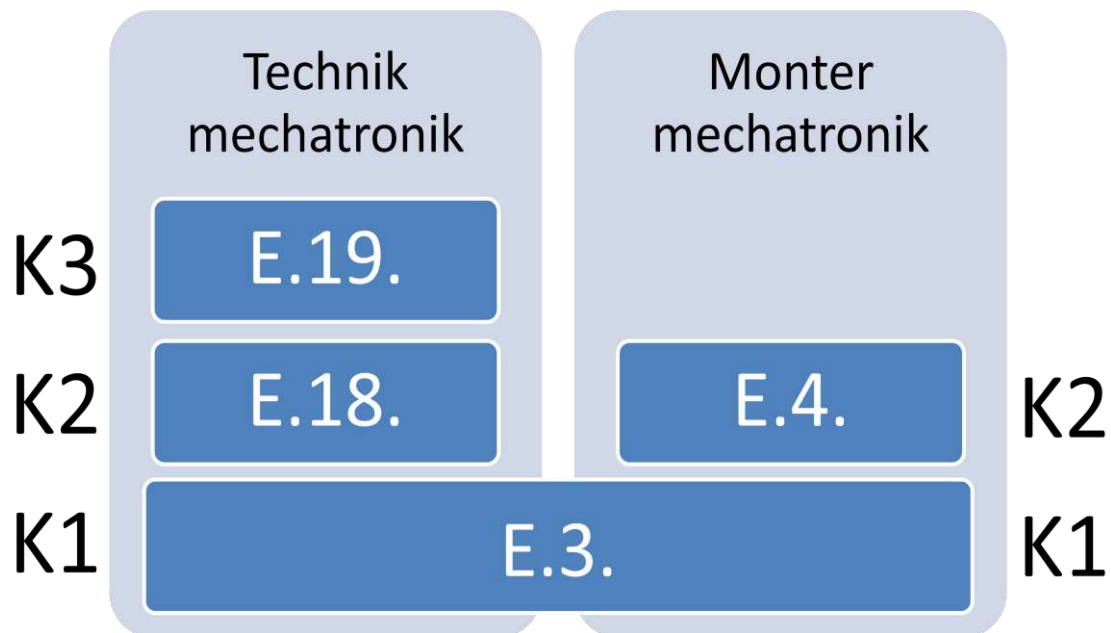 Technik
mechatronik
Monter
mechatronik
K3
E.19.
K2
E.18.
E.4.
K2
K1
E.3.
K1